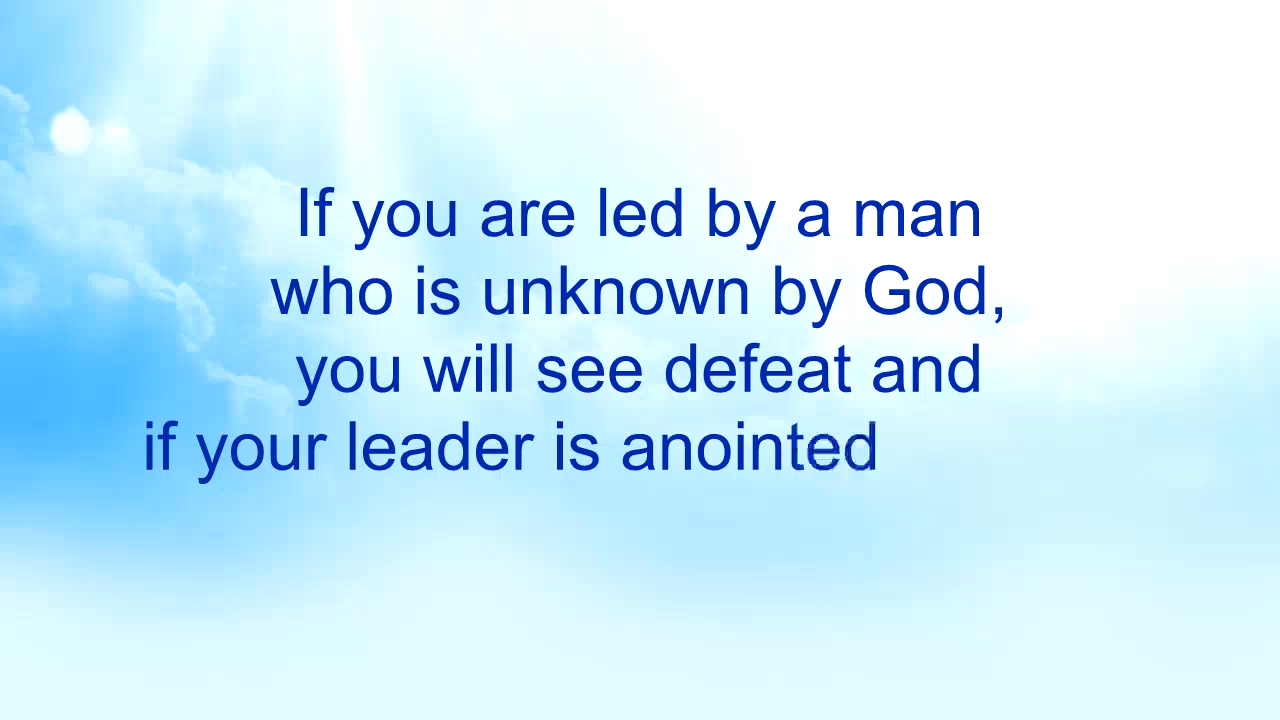 If you are led by a man
who is unknown by God,
you will see defeat and
if your leader is anointed